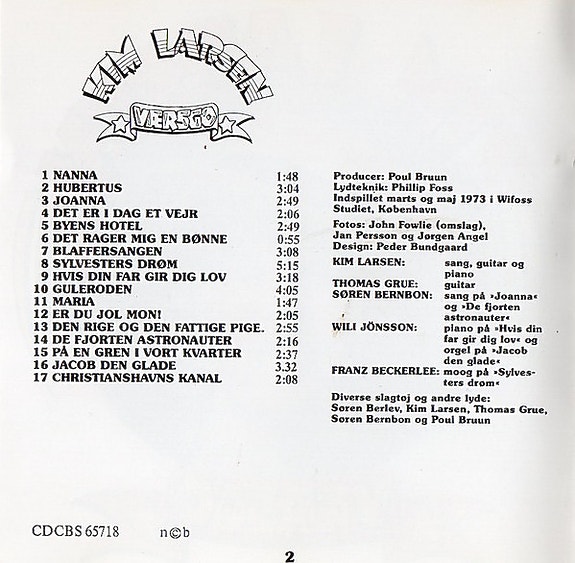 KIM LARSEN
VÆRSGO
1 NANNA 1:48
2 HUBERTUS 3:04
3 JOANNA 2:49
4 DET ER I DAG ET VEJR 2:06
5 BYENS HOTEL 2:49
6 DET RAGER MIG EN BØNNE 0:55
7 BLAFFERSANGEN 3:08
8 SYLVESTERS DRØM 5:15
9 HVIS DIN FAR GIR DIG LOV 3:18
10 GULERODEN 4:05
11 MARIA 1:47
12 ER DU JOL MON! 2:05
13 DEN RIGE OG DEN FATTIGE PIGE. 2:55
14 DE FJORTEN ASTRONAUTER 2:16
15 PÅ EN GREN I VORT KVARTER 2:37
16 JACOB DEN GLADE 3.32
17 CHRISTIANSHAVNS KANAL 2:08
Producer: Poul Bruun
Lydteknik: Phillip Foss
Indspillet marts og maj 1973 i Wifoss
Studiet, København
Fotos: John Fowlie (omslag),
Jan Persson og Jørgen Angel
Design: Peder Bundgaard
KIM LARSEN: sang, guitar og
piano
THOMAS GRUE: guitar
SØREN BERNBON: sang på »Joanna«
og »De fjorten
astronauter«
WILI JÖNSSON: piano på »Hvis din
far gir dig lov« og
orgel på »Jacob
den glade«
FRANZ BECKERLEE: moog på »Sylves-
ters drøm«
Diverse slagtøj og andre lyde:
Søren Berlev, Kim Larsen, Thomas Grue,
Søren Bernbon og Poul Bruun
CDCBS 65718 n©b
2